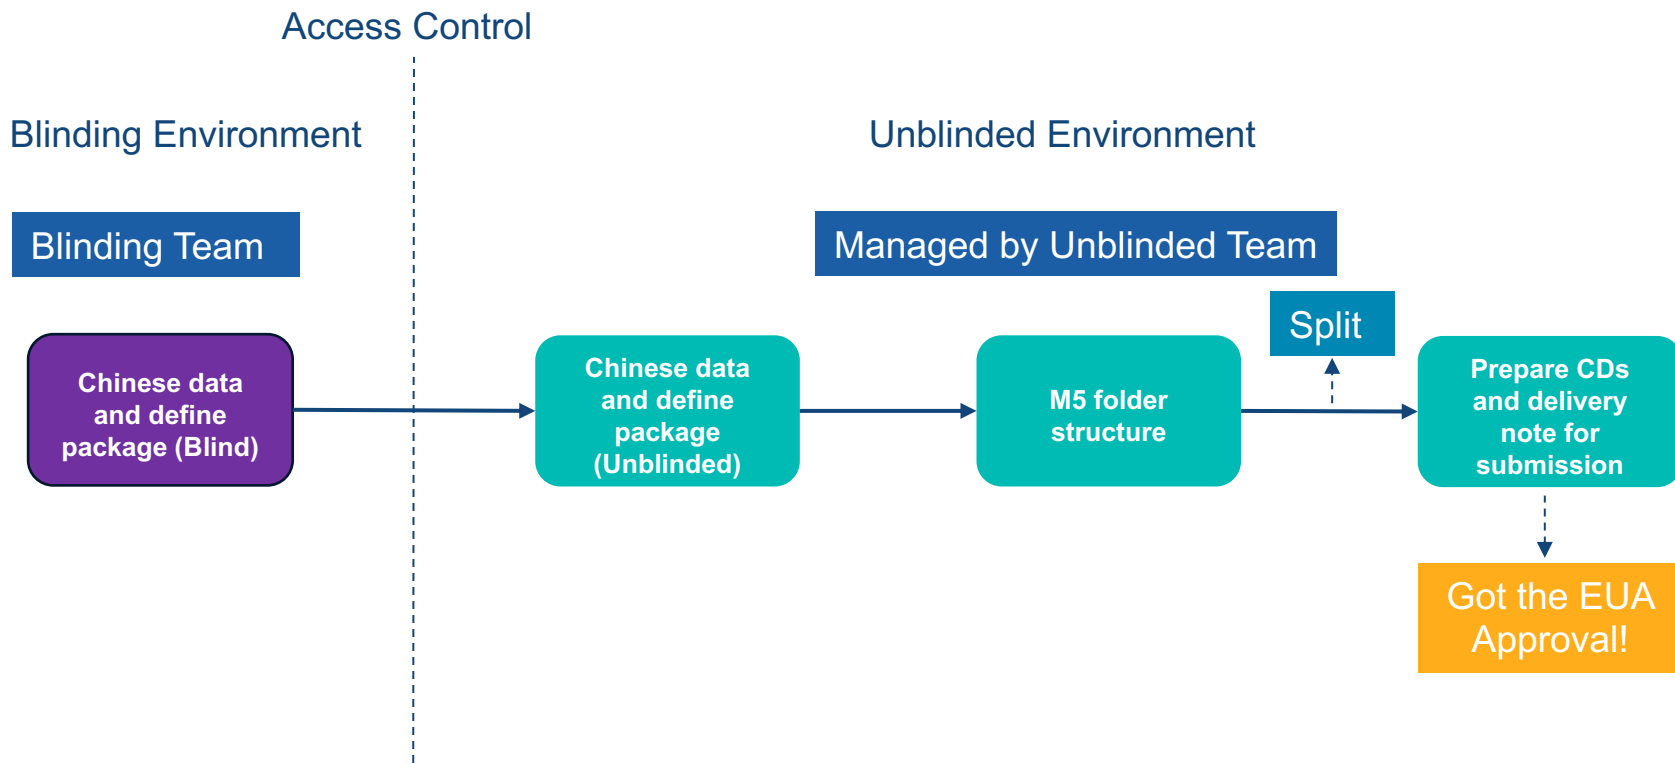 Access Control
Blinding Environment
Unblinded Environment
Blinding Team
Managed by Unblinded Team
Split
Chinese data
and define
package (Blind)
Chinese data
and define
package
(Unblinded)
M5 folder
structure
Prepare CDs
and delivery
note for
submission
Got the EUA
Approval!